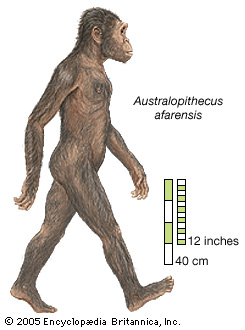 Australopithecus
afarensis
12 inches
40 cm
© 2005 Encyclopædia Britannica, Inc.